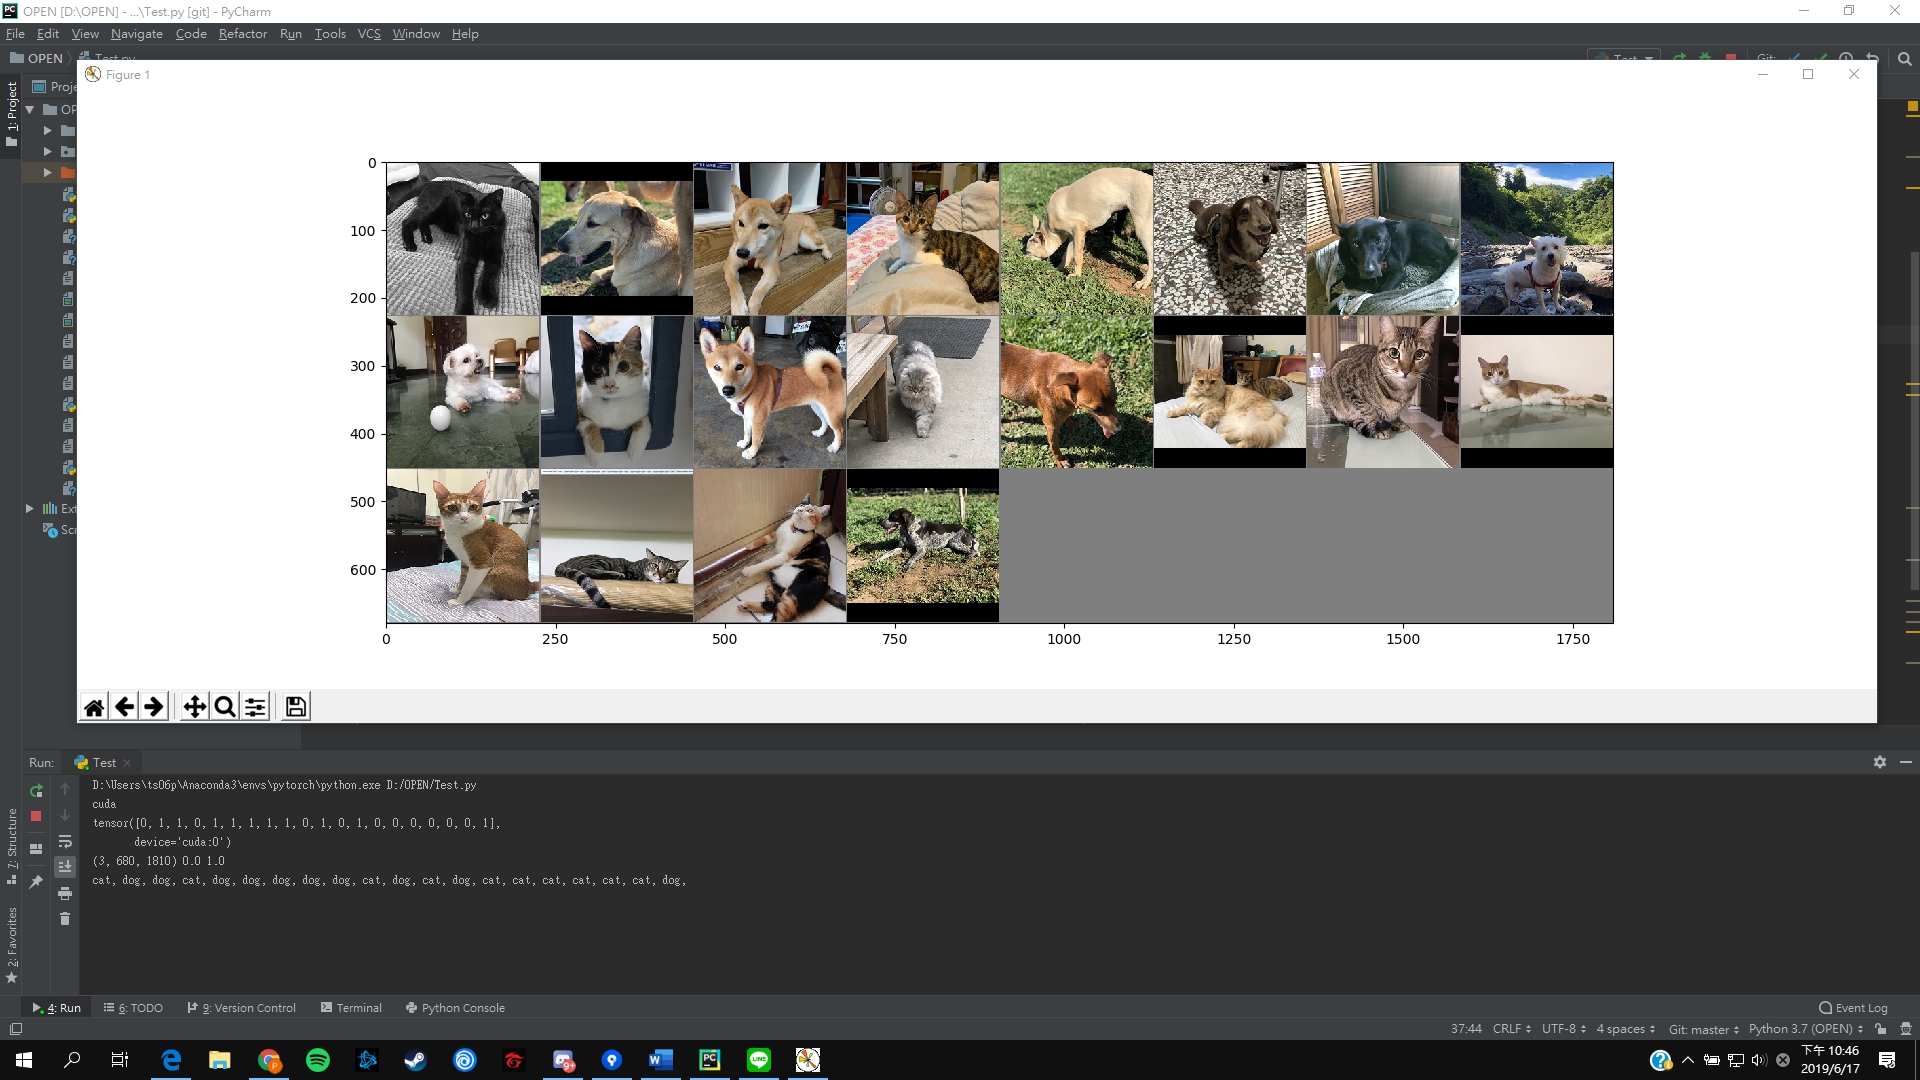 OPEN [D:\OPEN] - ...\Test.py [git] - PyCharm
File Edit View Navigate Code Refactor Run Tools VCS Window Help
OPEN Test.py Test Git:
1: Project
Figure 1
0
100
200
300
400
500
600
0 250 500 750 1000 1250 1500 1750
Run: Test
D:\Users\ts06p\Anaconda3\envs\pytorch\python.exe D:/OPEN/Test.py
cuda
tensor([0, 1, 1, 0, 1, 1, 1, 1, 1, 0, 1, 0, 1, 0, 0, 0, 0, 0, 0, 1],
device='cuda:0')
(3, 680, 1810) 0.0 1.0
cat, dog, dog, cat, dog, dog, dog, dog, dog, cat, dog, cat, dog, cat, cat, cat, cat, cat, cat, dog,
7: Structure
2: Favorites
4: Run 6: TODO 9: Version Control Terminal Python Console Event Log
37:44 CRLF UTF-8 4 spaces Git: master Python 3.7 (OPEN)
下午 10:46
2019/6/17